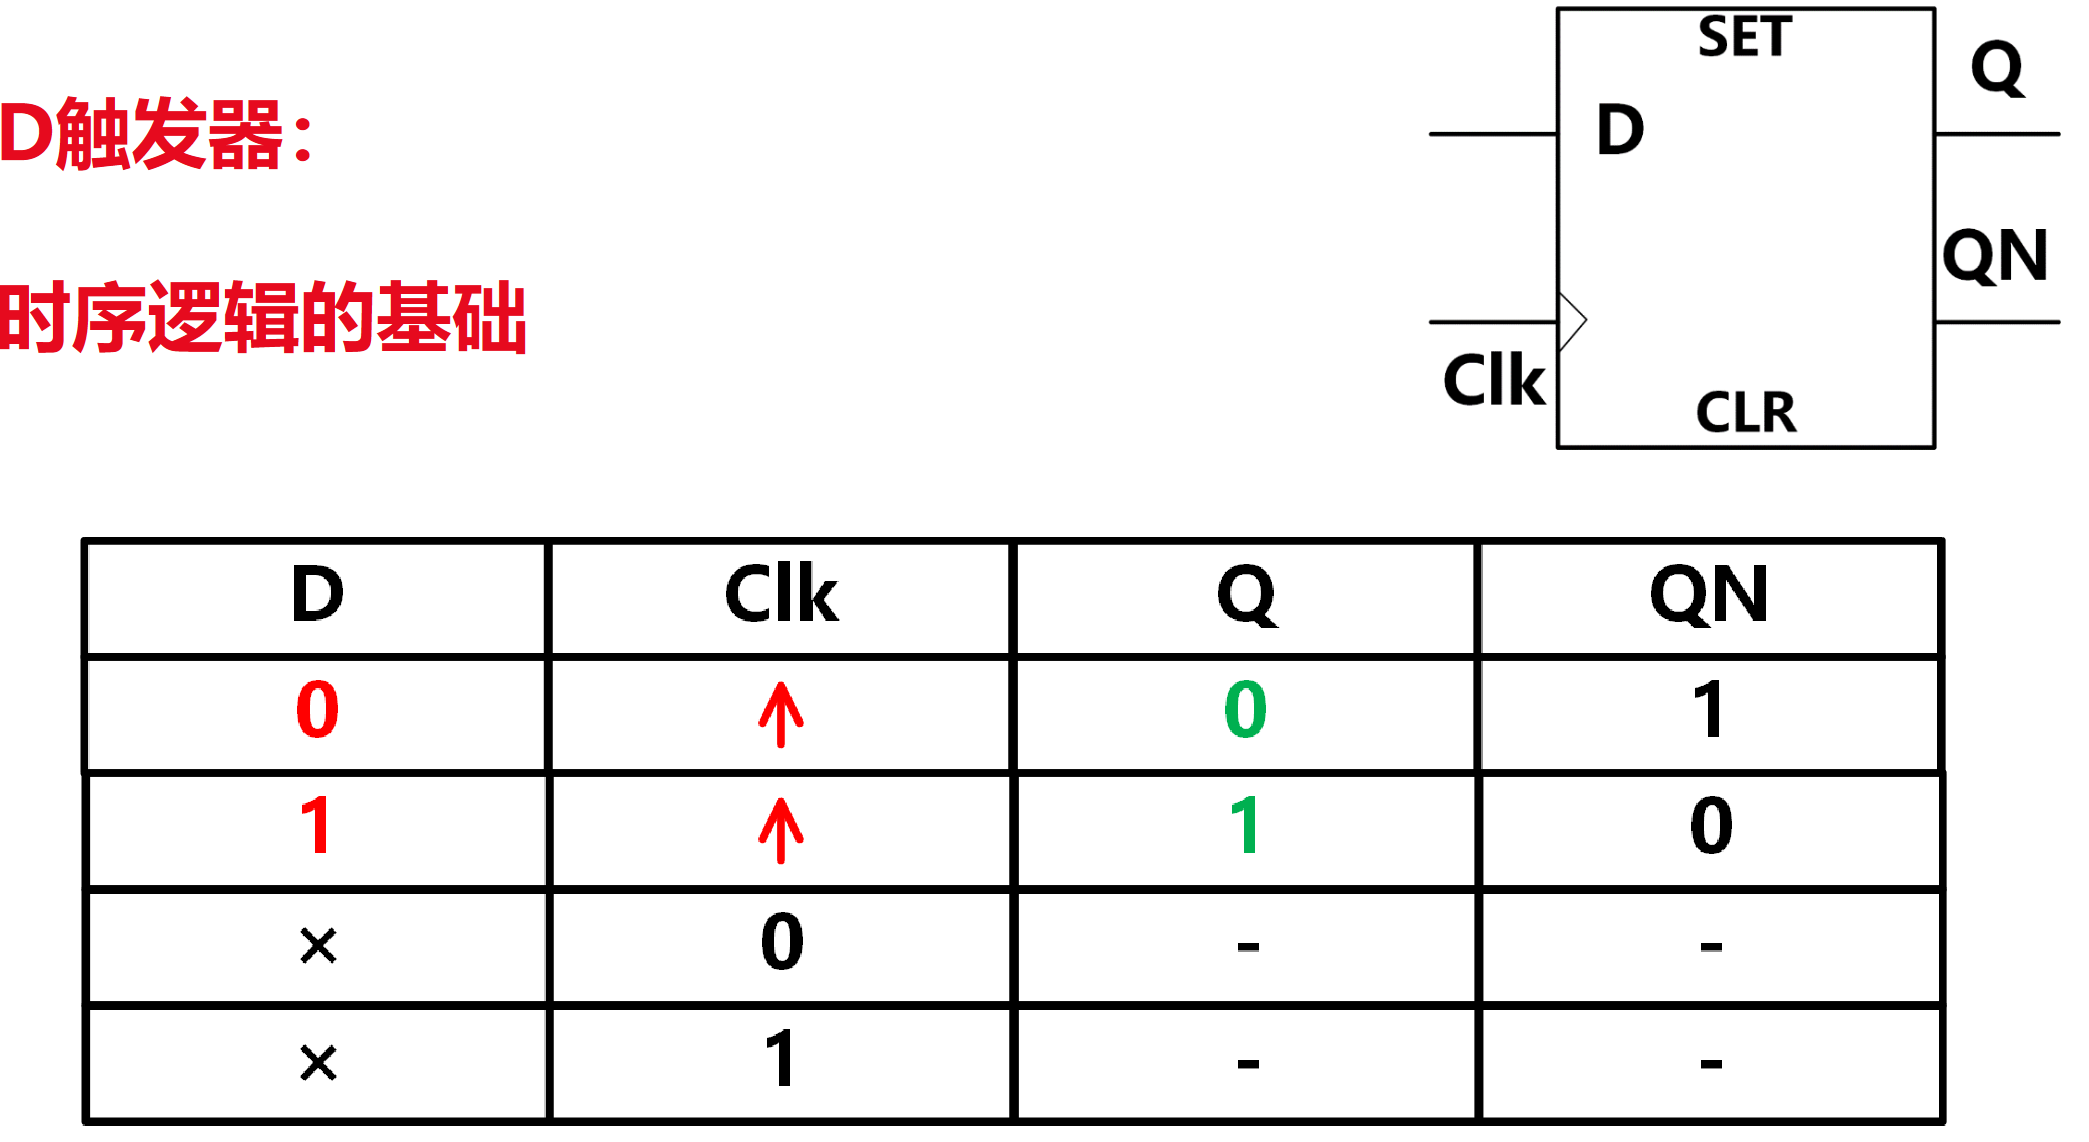 D触发器：
时序逻辑的基础
SET
D
Q
QN
Clk
CLR
D Clk Q QN
0 ↑ 0 1
1 ↑ 1 0
× 0 - -
× 1 - -